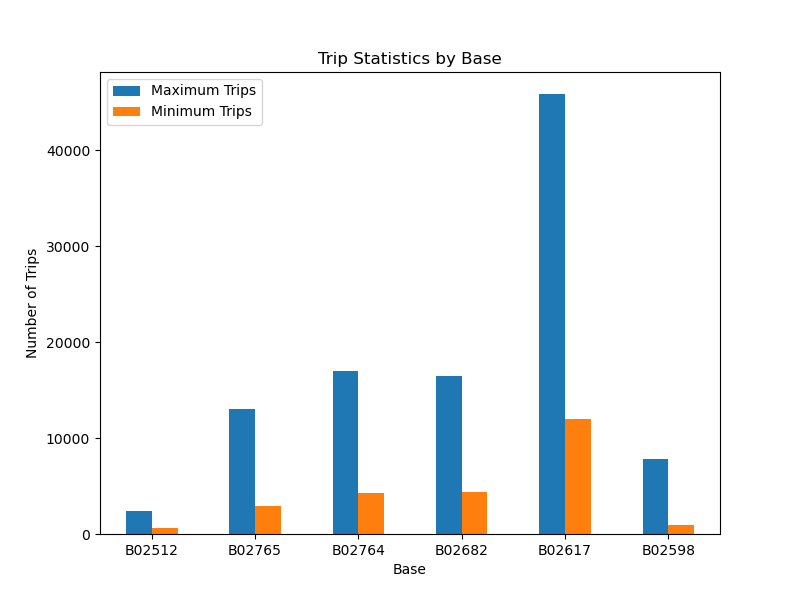 Trip Statistics by Base
Maximum Trips
Minimum Trips
Number of Trips
40000
30000
20000
10000
0
B02512 B02765 B02764 B02682 B02617 B02598
Base